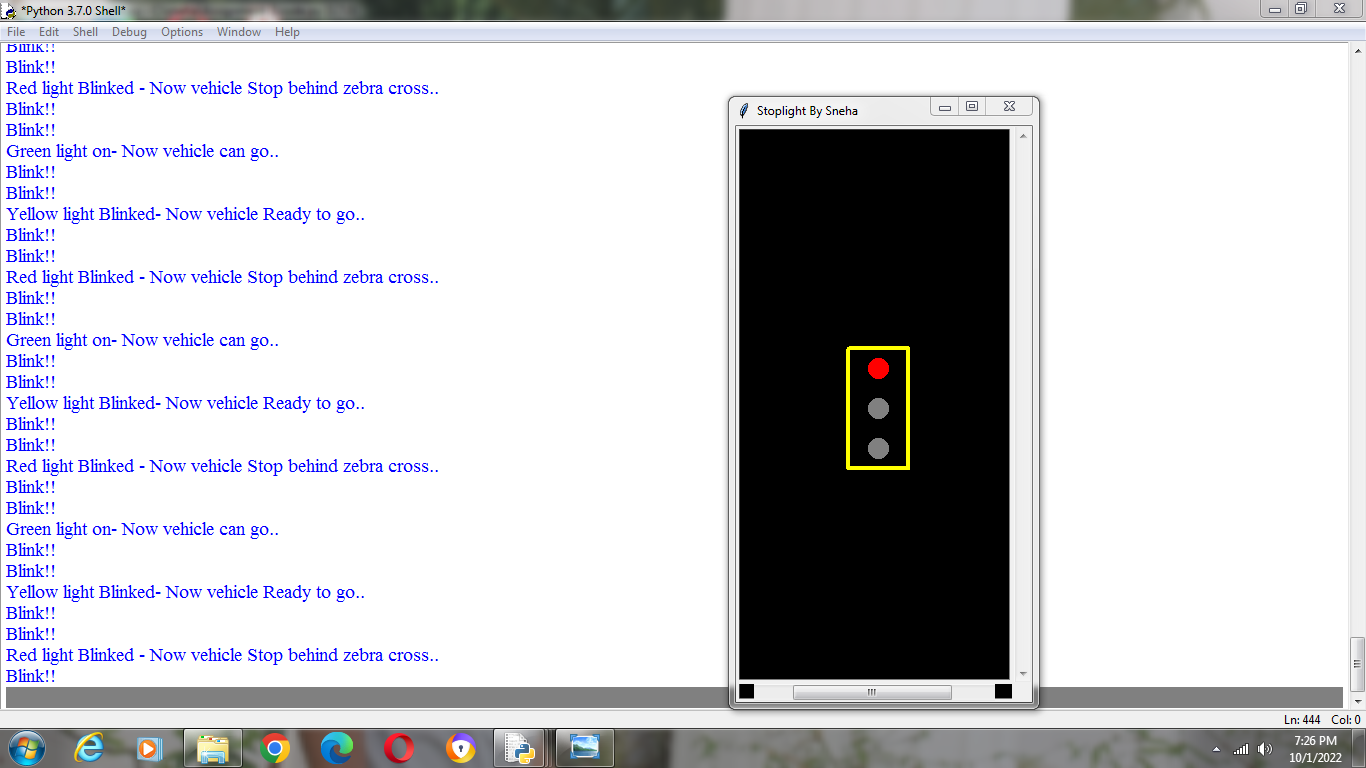 *Python 3.7.0 Shell*
File Edit Shell Debug Options Window Help
Blink!!
Blink!!
Red light Blinked - Now vehicle Stop behind zebra cross..
Blink!!
Blink!!
Green light on- Now vehicle can go..
Blink!!
Blink!!
Yellow light Blinked- Now vehicle Ready to go..
Blink!!
Blink!!
Red light Blinked - Now vehicle Stop behind zebra cross..
Blink!!
Blink!!
Green light on- Now vehicle can go..
Blink!!
Blink!!
Yellow light Blinked- Now vehicle Ready to go..
Blink!!
Blink!!
Red light Blinked - Now vehicle Stop behind zebra cross..
Blink!!
Blink!!
Green light on- Now vehicle can go..
Blink!!
Blink!!
Yellow light Blinked- Now vehicle Ready to go..
Blink!!
Blink!!
Red light Blinked - Now vehicle Stop behind zebra cross..
Blink!!
Stoplight By Sneha
Ln: 444 Col: 0
7:26 PM
10/1/2022